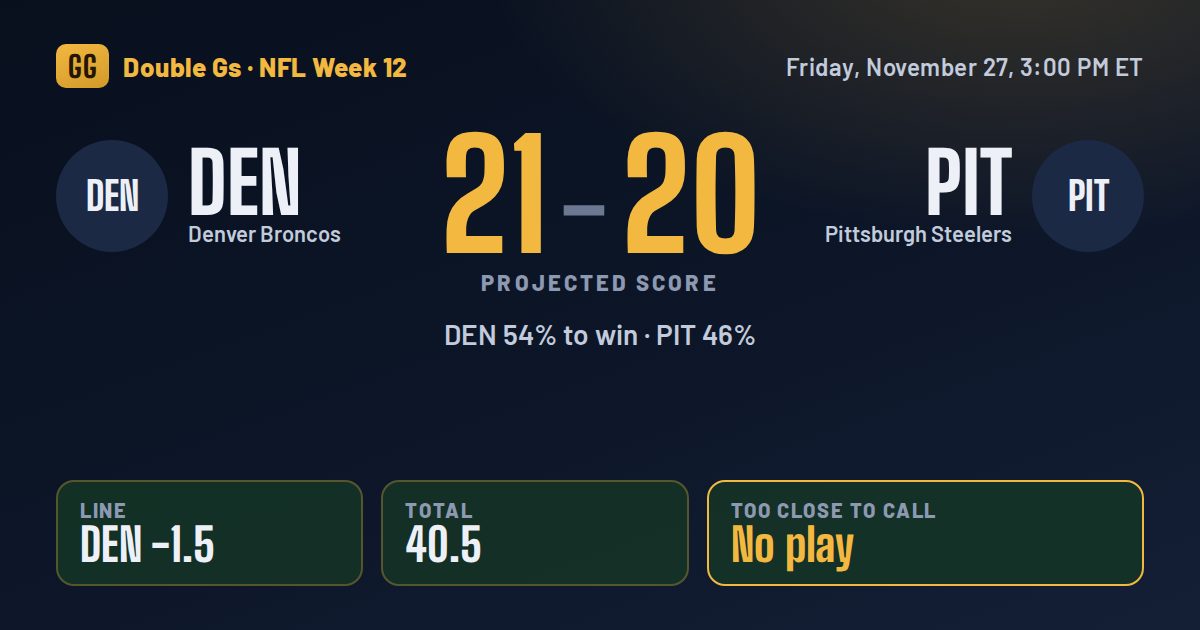 GG Double Gs · NFL Week 12
Friday, November 27, 3:00 PM ET
DEN
DEN
Denver Broncos
21 – 20
PROJECTED SCORE
DEN 54% to win · PIT 46%
PIT
Pittsburgh Steelers
PIT
LINE
DEN −1.5
TOTAL
40.5
TOO CLOSE TO CALL
No play